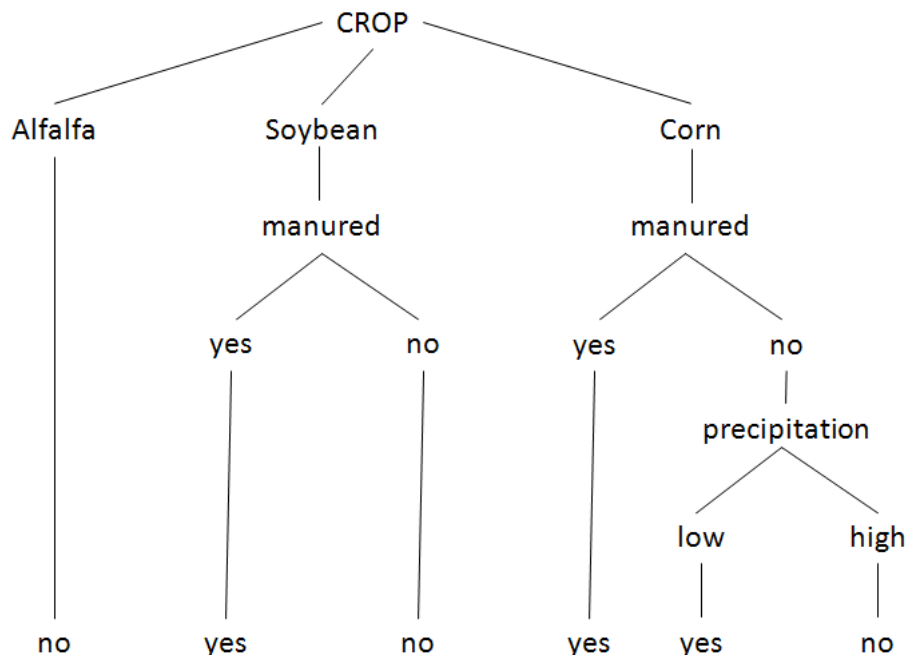 CROP
Alfalfa Soybean Corn
manured manured
yes no yes no
precipitation
low high
no yes no yes yes no